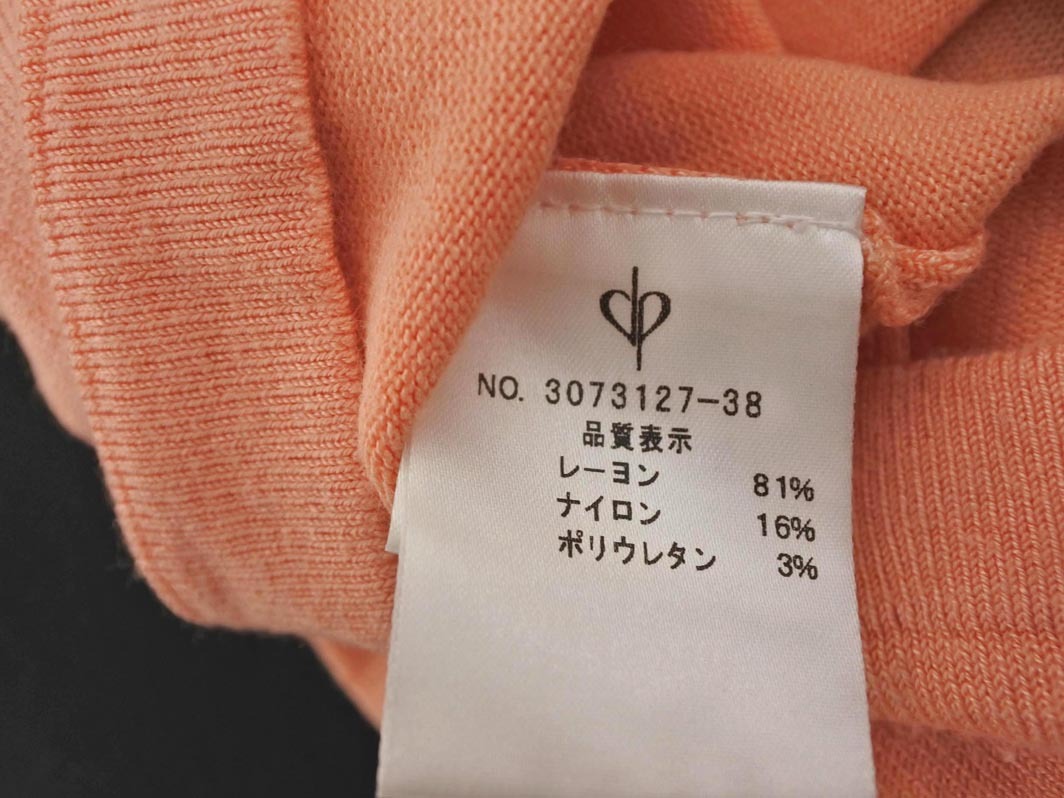 NO. 3073127-38
品質表示
レーヨン 81%
ナイロン 16%
ポリウレタン 3%